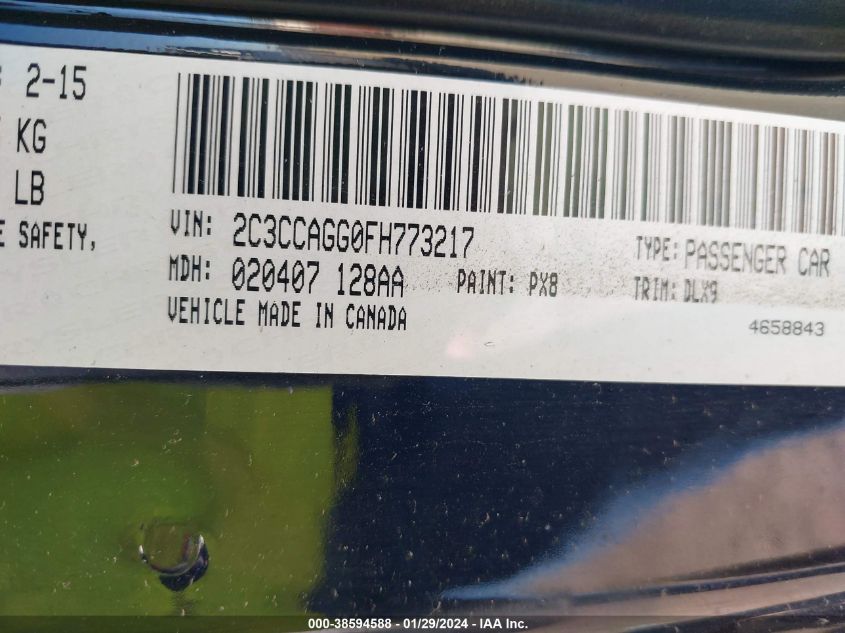 2-15
KG
LB
SAFETY,
VIN: 2C3CCAGG0FH773217
TYPE: PASSENGER CAR
MDH: 020407 128AA
PAINT: PX8
TRIM: DLX9
VEHICLE MADE IN CANADA
4658843
000-38594588 - 01/29/2024 - IAA Inc.